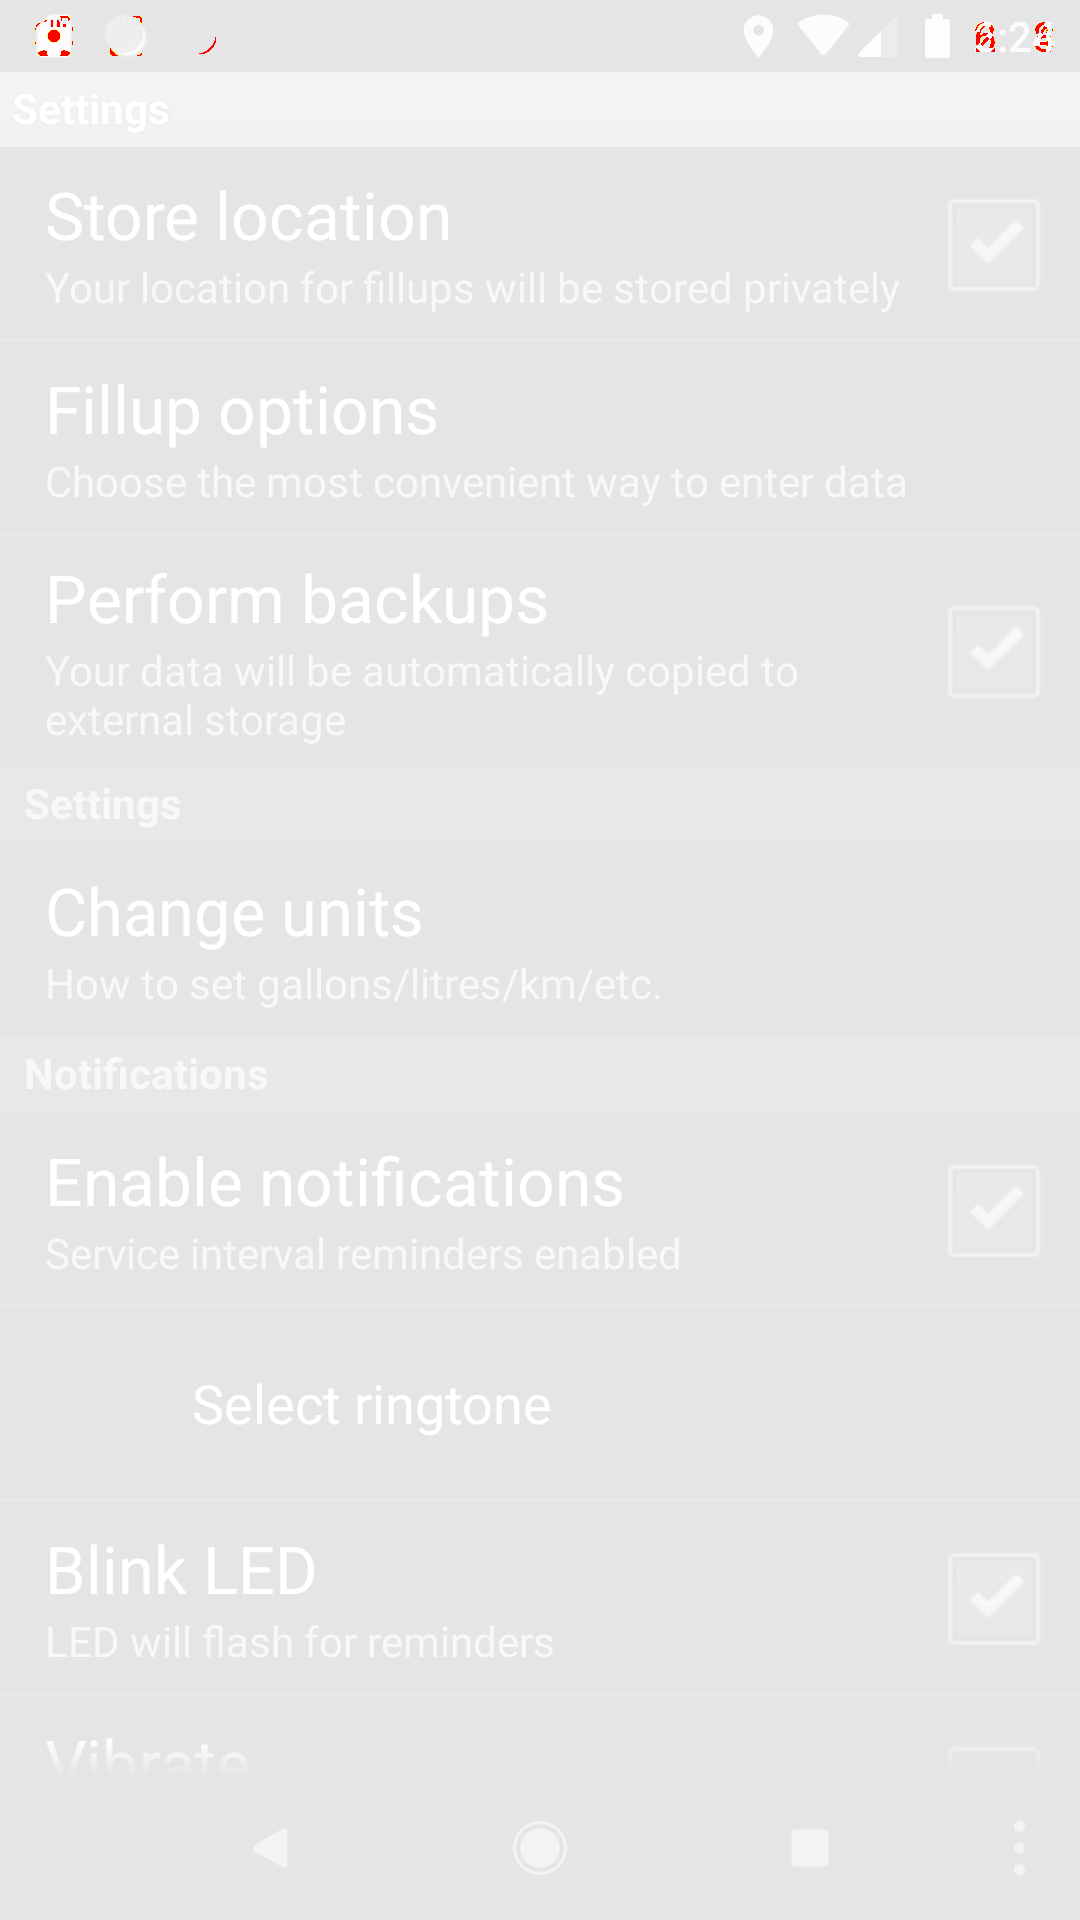 Settings
Store location
Your location for fillups will be stored privately
Fillup options
Choose the most convenient way to enter data
Perform backups
Your data will be automatically copied to
external storage
Settings
Change units
How to set gallons/litres/km/etc.
Notifications
Enable notifications
Service interval reminders enabled
Select ringtone
Blink LED
LED will flash for reminders
Vibrate